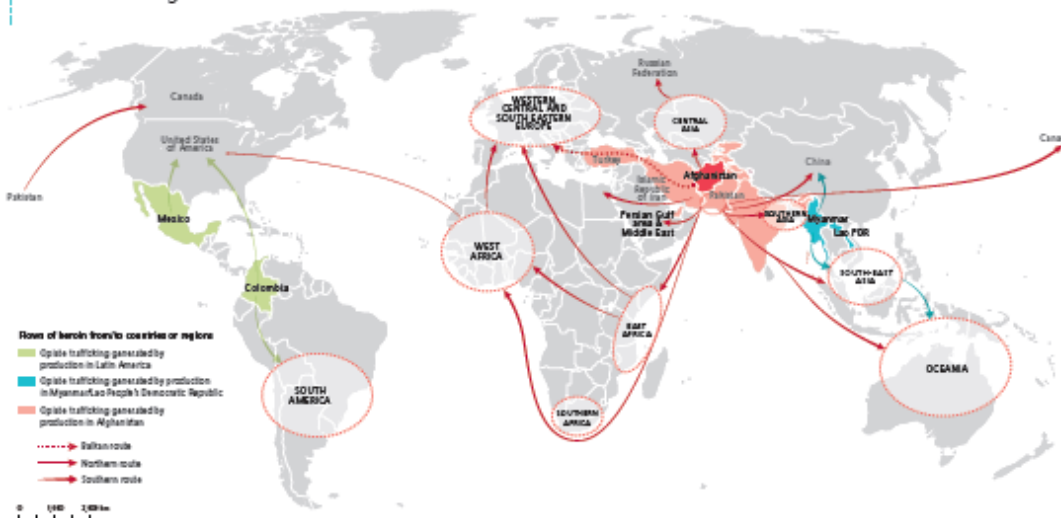 Russian
Federation
Canada
WESTERN
CENTRAL AND
SOUTH EASTERN
EUROPE
CENTRAL
ASIA
United States
of America
Turkey
Afghanistan
China
Cana
Pakistan
Islamic
Republic
of Iran
Pakistan
Mexico
Persian Gulf
area &
Middle East
SOUTHERN
ASIA
Myanmar
Lao PDR
WEST
AFRICA
SOUTH-EAST
ASIA
Colombia
EAST
AFRICA
OCEANIA
SOUTH
AMERICA
SOUTHERN
AFRICA
Flows of heroin from/to countries or regions
Opiate trafficking generated by
production in Latin America
Opiate trafficking generated by production
in Myanmar/Lao People's Democratic Republic
Opiate trafficking generated by
production in Afghanistan
Balkan route
Northern route
Southern route
0